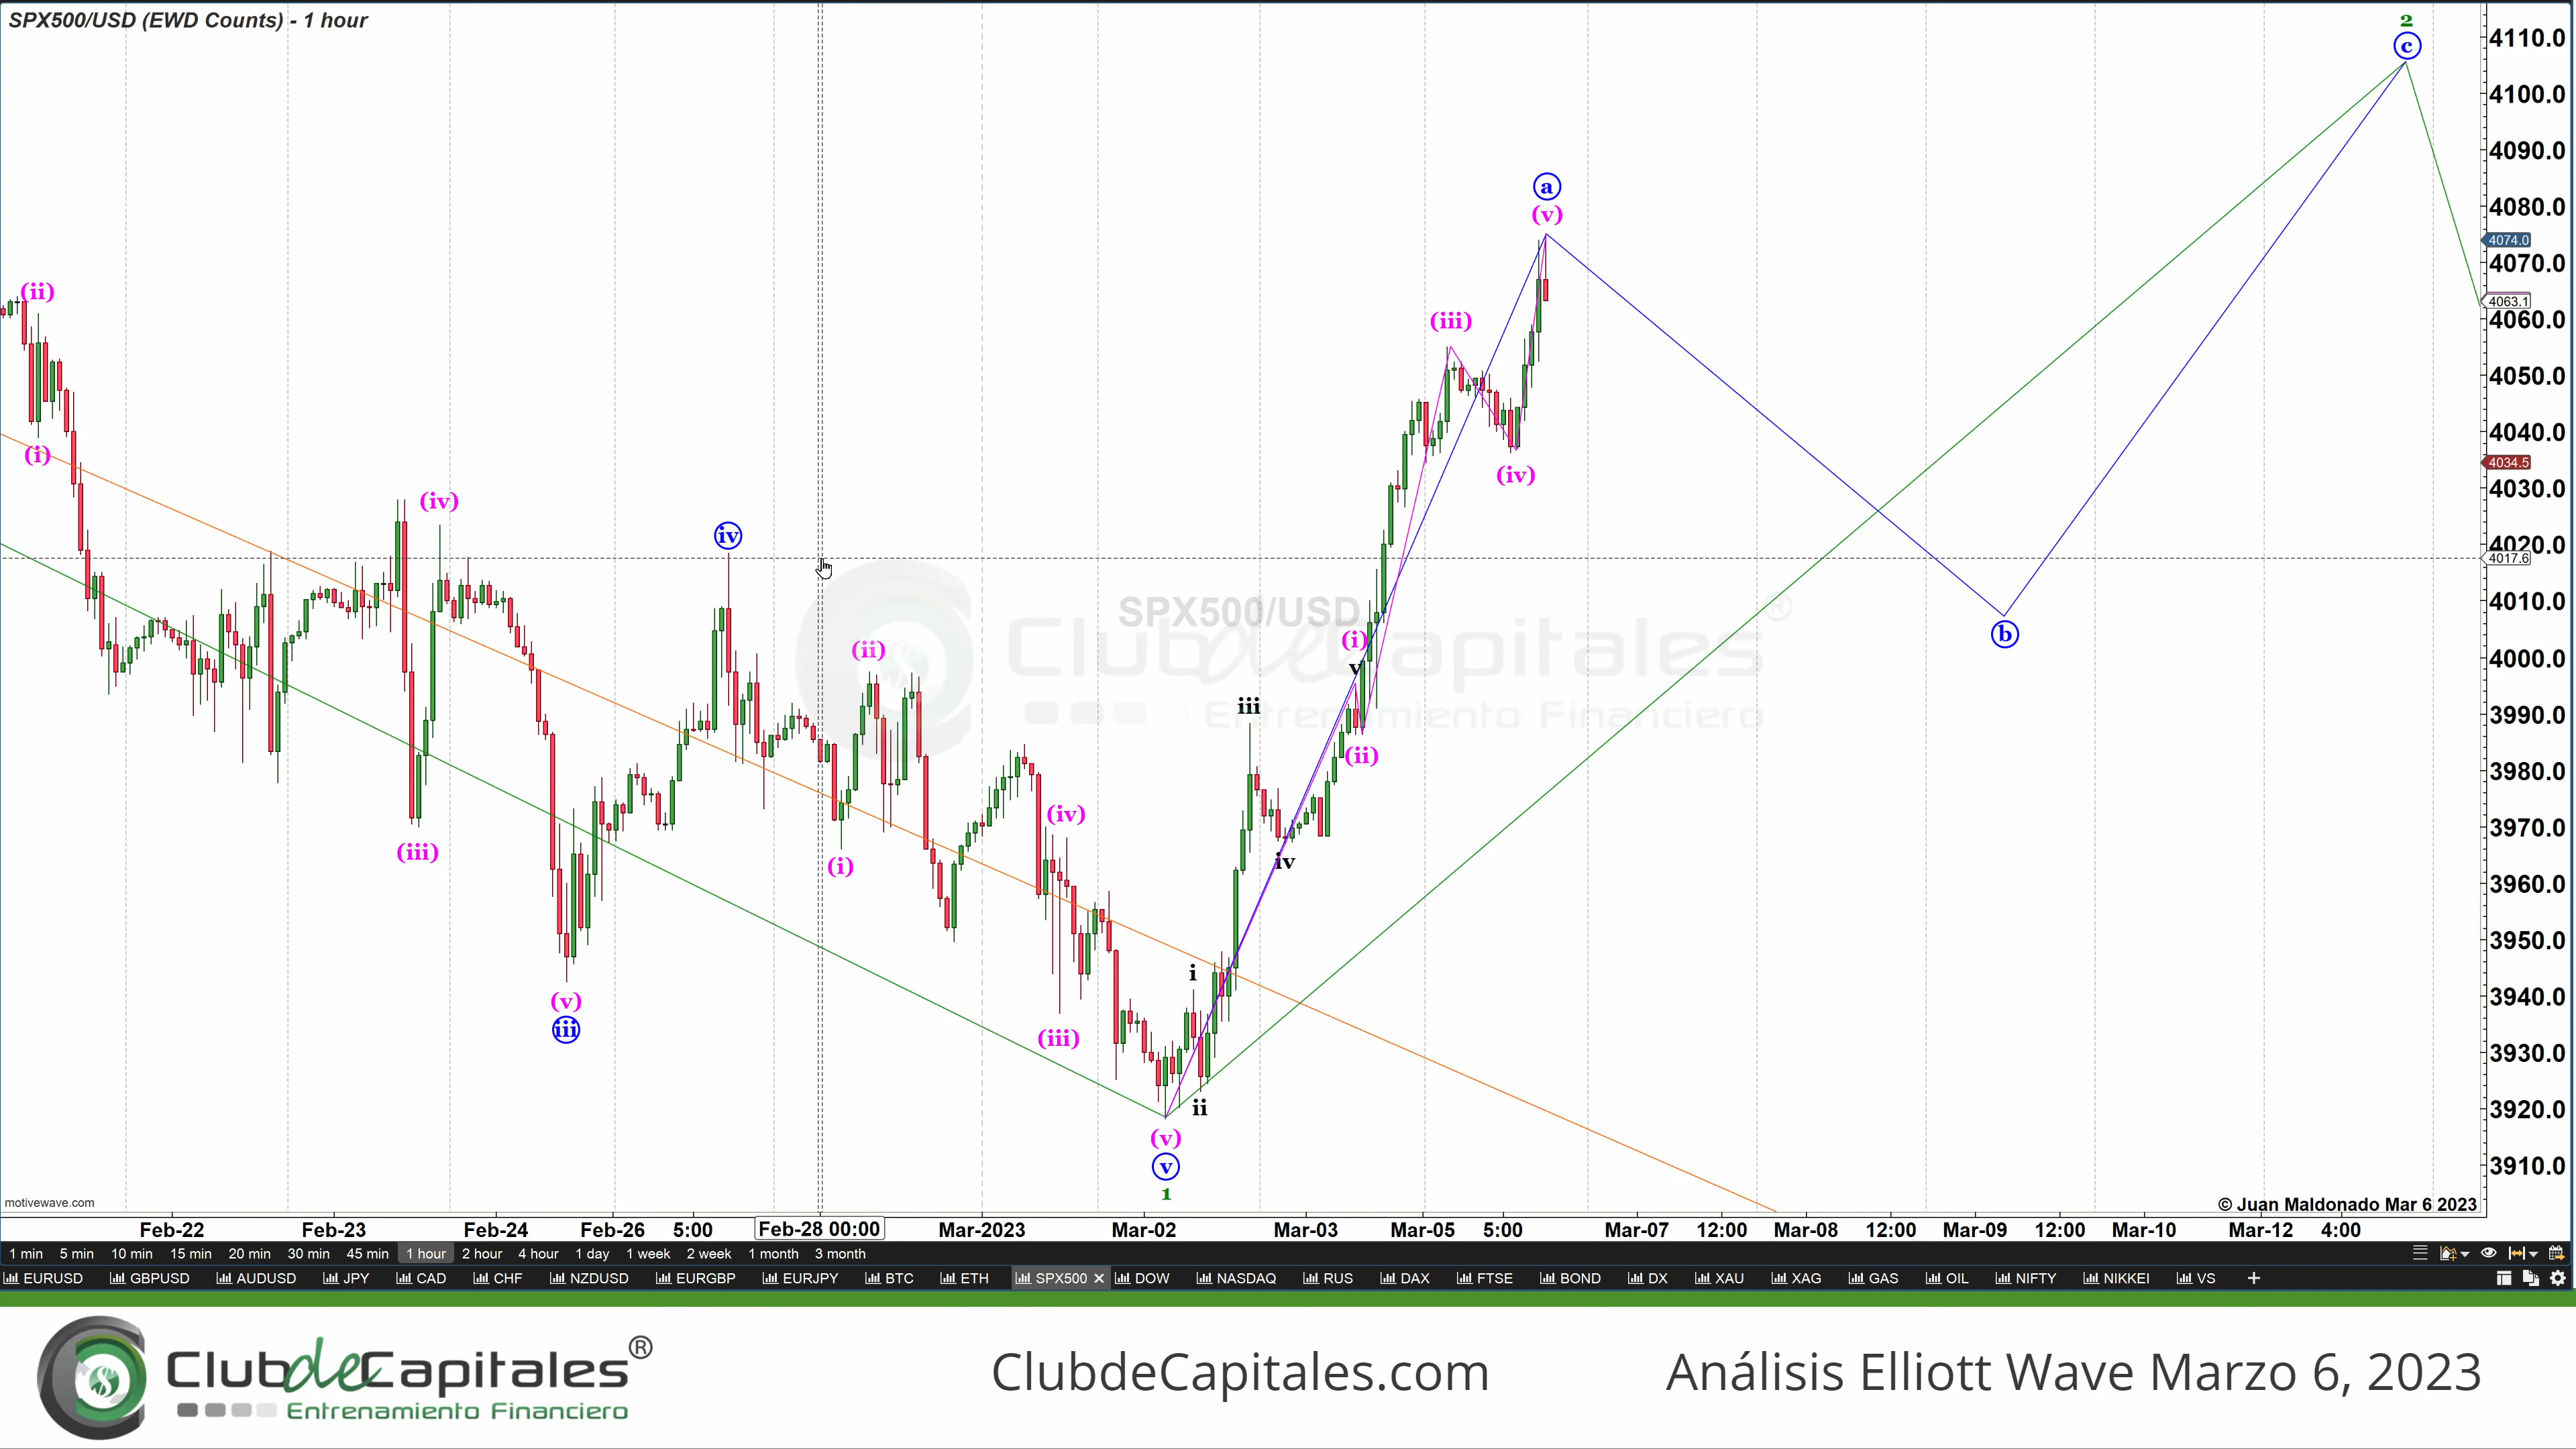 SPX500/USD (EWD Counts) - 1 hour
2
c
4110.0
4100.0
4090.0
a
(v)
4080.0
4074.0
4070.0
(ii)
4063.1
(iii)
4060.0
4050.0
(i)
(iv)
4040.0
4034.5
(iv)
4030.0
iv
4020.0
4017.6
SPX500/USD
4010.0
b
ClubdeCapitales®
Entrenamiento Financiero
(ii)
(i)
v
4000.0
iii
3990.0
(ii)
3980.0
(iv)
3970.0
(iii)
(i)
iv
3960.0
3950.0
i
(v)
iii
3940.0
(iii)
3930.0
ii
3920.0
(v)
v
1
3910.0
motivewave.com
© Juan Maldonado Mar 6 2023
Feb-22 Feb-23 Feb-24 Feb-26 5:00 Feb-28 00:00 Mar-2023 Mar-02 Mar-03 Mar-05 5:00 Mar-07 12:00 Mar-08 12:00 Mar-09 12:00 Mar-10 Mar-12 4:00
1 min 5 min 10 min 15 min 20 min 30 min 45 min 1 hour 2 hour 4 hour 1 day 1 week 2 week 1 month 3 month
EURUSD GBPUSD AUDUSD JPY CAD CHF NZDUSD EURGBP EURJPY BTC ETH SPX500 DOW NASDAQ RUS DAX FTSE BOND DX XAU XAG GAS OIL NIFTY NIKKEI VS +
ClubdeCapitales®
Entrenamiento Financiero
ClubdeCapitales.com
Análisis Elliott Wave Marzo 6, 2023